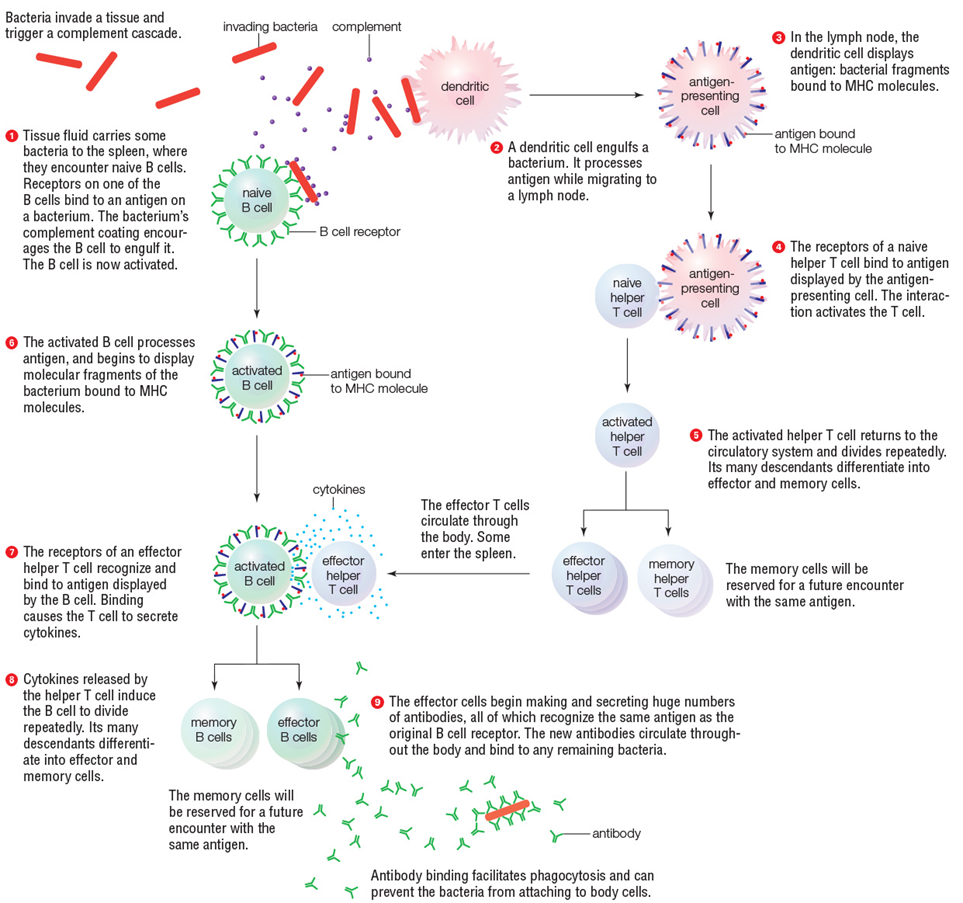 Bacteria invade a tissue and
trigger a complement cascade.
invading bacteria
complement
dendritic
cell
antigen-
presenting
cell
3 In the lymph node, the
dendritic cell displays
antigen: bacterial fragments
bound to MHC molecules.
antigen bound
to MHC molecule
1 Tissue fluid carries some
bacteria to the spleen, where
they encounter naive B cells.
Receptors on one of the
B cells bind to an antigen on
a bacterium. The bacterium's
complement coating encour-
ages the B cell to engulf it.
The B cell is now activated.
naive
B cell
B cell receptor
2 A dendritic cell engulfs a
bacterium. It processes
antigen while migrating to
a lymph node.
naive
helper
T cell
antigen-
presenting
cell
4 The receptors of a naive
helper T cell bind to antigen
displayed by the antigen-
presenting cell. The interac-
tion activates the T cell.
6 The activated B cell processes
antigen, and begins to display
molecular fragments of the
bacterium bound to MHC
molecules.
activated
B cell
antigen bound
to MHC molecule
activated
helper
T cell
5 The activated helper T cell returns to the
circulatory system and divides repeatedly.
Its many descendants differentiate into
effector and memory cells.
cytokines
The effector T cells
circulate through
the body. Some
enter the spleen.
7 The receptors of an effector
helper T cell recognize and
bind to antigen displayed
by the B cell. Binding
causes the T cell to secrete
cytokines.
activated
B cell
effector
helper
T cell
effector
helper
T cells
memory
helper
T cells
The memory cells will be
reserved for a future encounter
with the same antigen.
8 Cytokines released by
the helper T cell induce
the B cell to divide
repeatedly. Its many
descendants differenti-
ate into effector and
memory cells.
memory
B cells
effector
B cells
9 The effector cells begin making and secreting huge numbers
of antibodies, all of which recognize the same antigen as the
original B cell receptor. The new antibodies circulate through-
out the body and bind to any remaining bacteria.
The memory cells will
be reserved for a future
encounter with the
same antigen.
antibody
Antibody binding facilitates phagocytosis and can
prevent the bacteria from attaching to body cells.